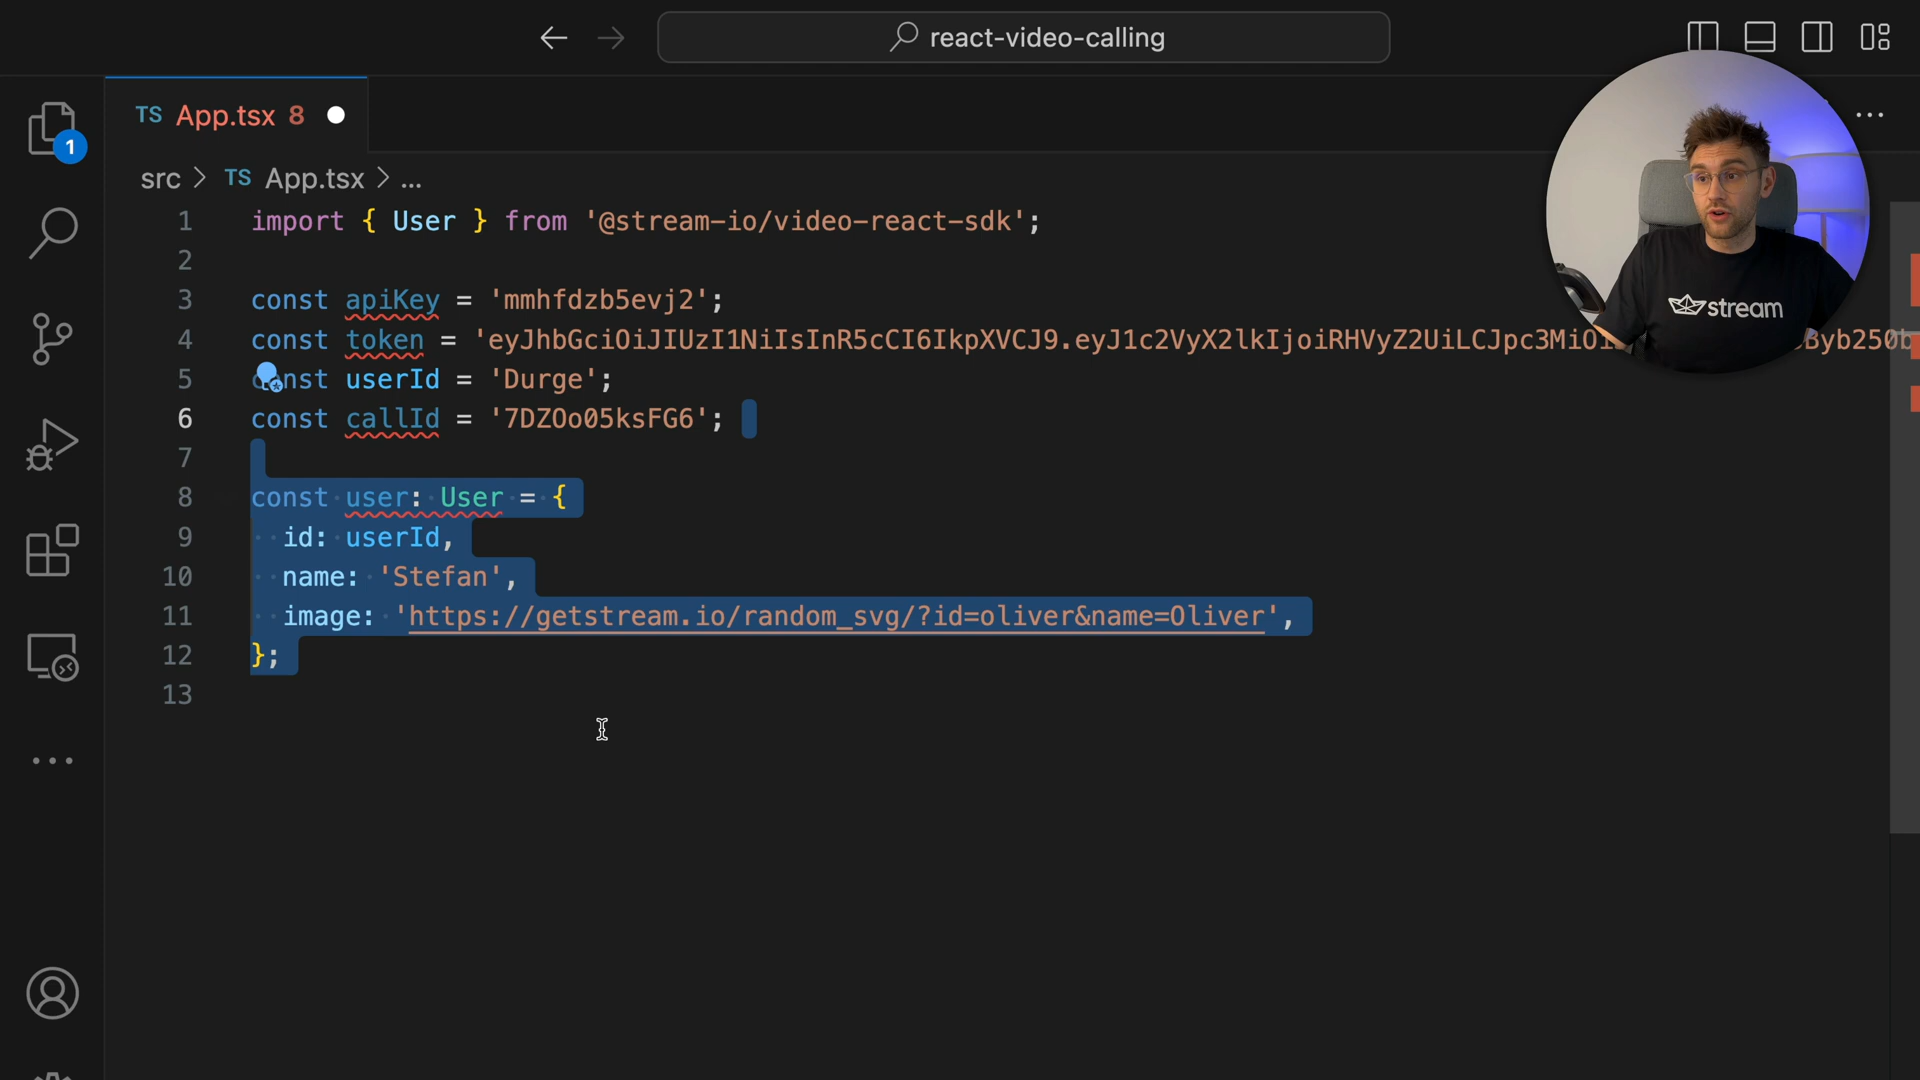 react-video-calling
TS App.tsx 8
1
src > TS App.tsx > ...
1 import { User } from '@stream-io/video-react-sdk';
2
3 const apiKey = 'mmhfdzb5evj2';
4 const token = 'eyJhbGciOiJIUzI1NiIsInR5cCI6IkpXVCJ9.eyJ1c2VyX2lkIjoiRHVyZ2UiLCJpc3MiO
5 const userId = 'Durge';
6 const callId = '7DZOo05ksFG6';
7
8 const user: User = {
9 id: userId,
10 name: 'Stefan',
11 image: 'https://getstream.io/random_svg/?id=oliver&name=Oliver',
12 };
13
stream